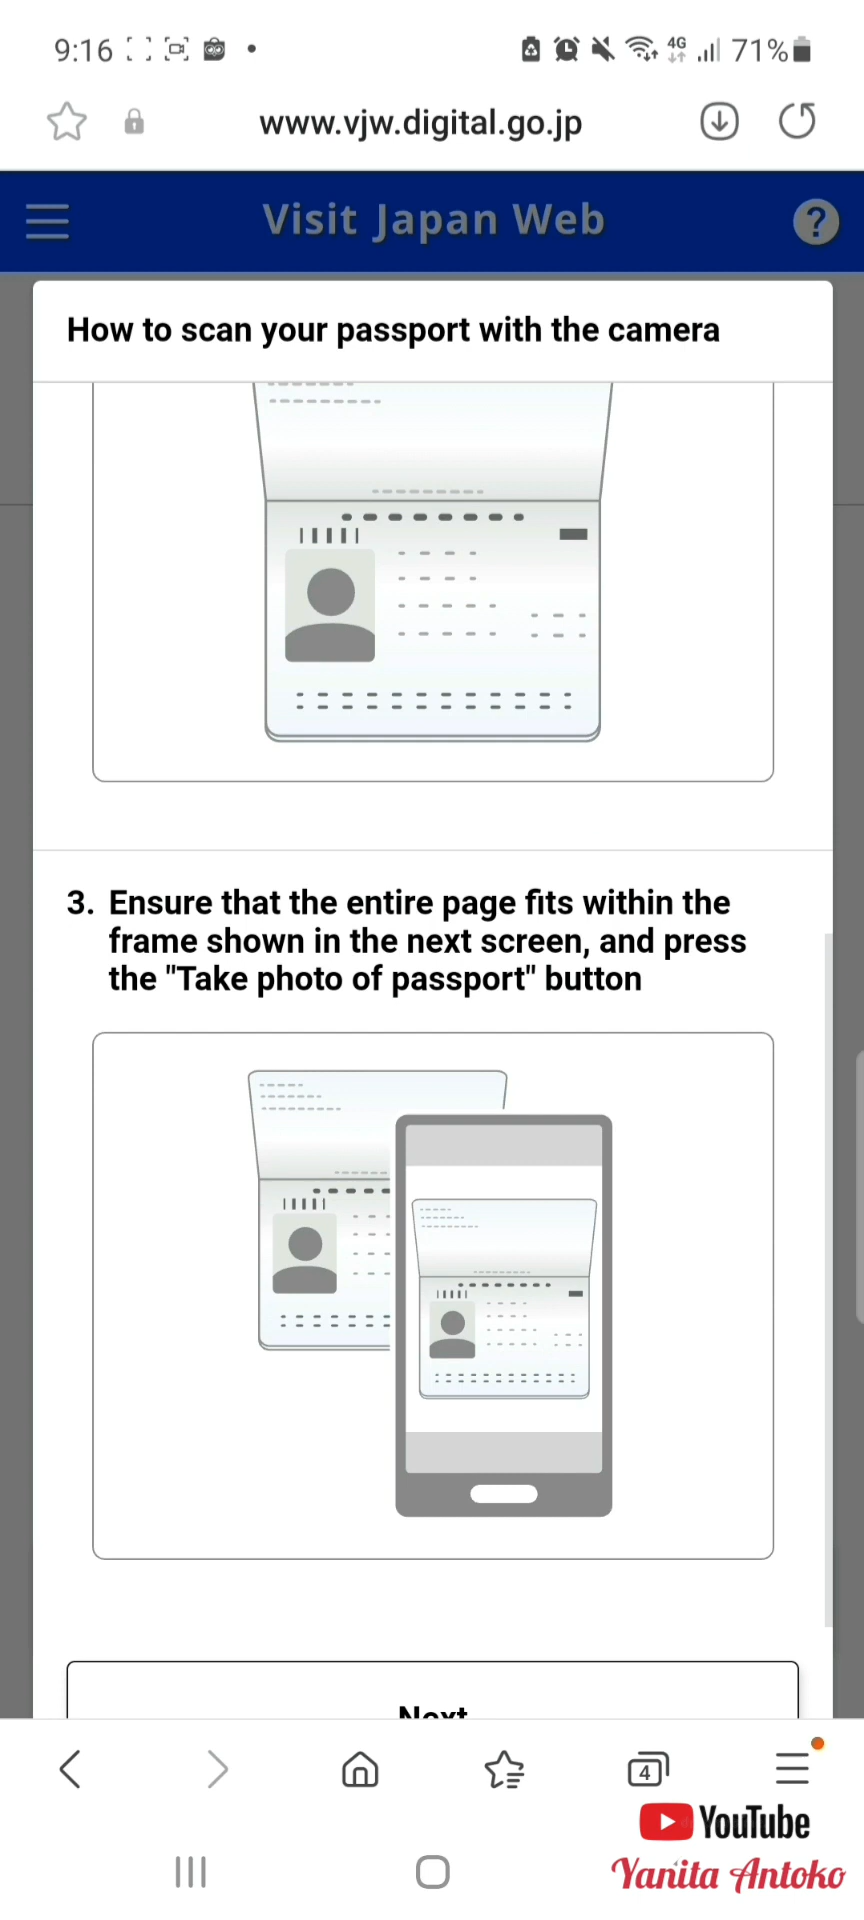 9:16
4G
71%
www.vjw.digital.go.jp
Visit Japan Web
?
How to scan your passport with the camera
3. Ensure that the entire page fits within the
frame shown in the next screen, and press
the "Take photo of passport" button
Next
4
YouTube
Yanita Antoko